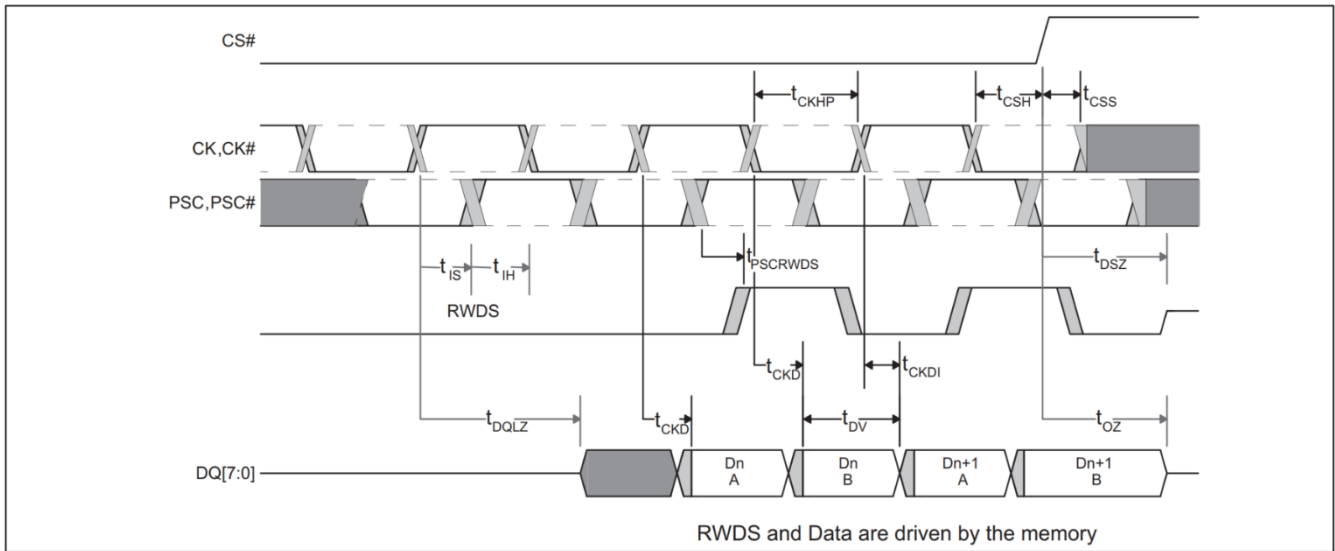 CS#
tCKHP
tCSH
tCSS
CK,CK#
PSC,PSC#
tIS
tIH
tPSCRWDS
tDSZ
RWDS
tCKD
tCKDI
tDQLZ
tCKD
tDV
tOZ
DQ[7:0]
Dn
A
Dn
B
Dn+1
A
Dn+1
B
RWDS and Data are driven by the memory